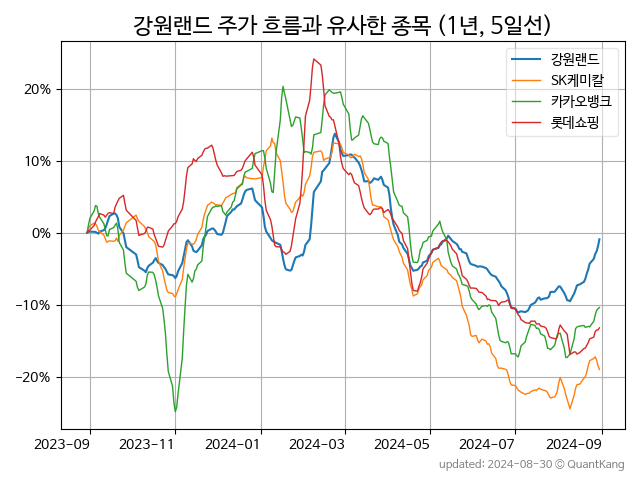 강원랜드 주가 흐름과 유사한 종목 (1년, 5일선)
강원랜드
SK케미칼
카카오뱅크
롯데쇼핑
20%
10%
0%
−10%
−20%
2023-09
2023-11
2024-01
2024-03
2024-05
2024-07
2024-09
updated: 2024-08-30 © QuantKang